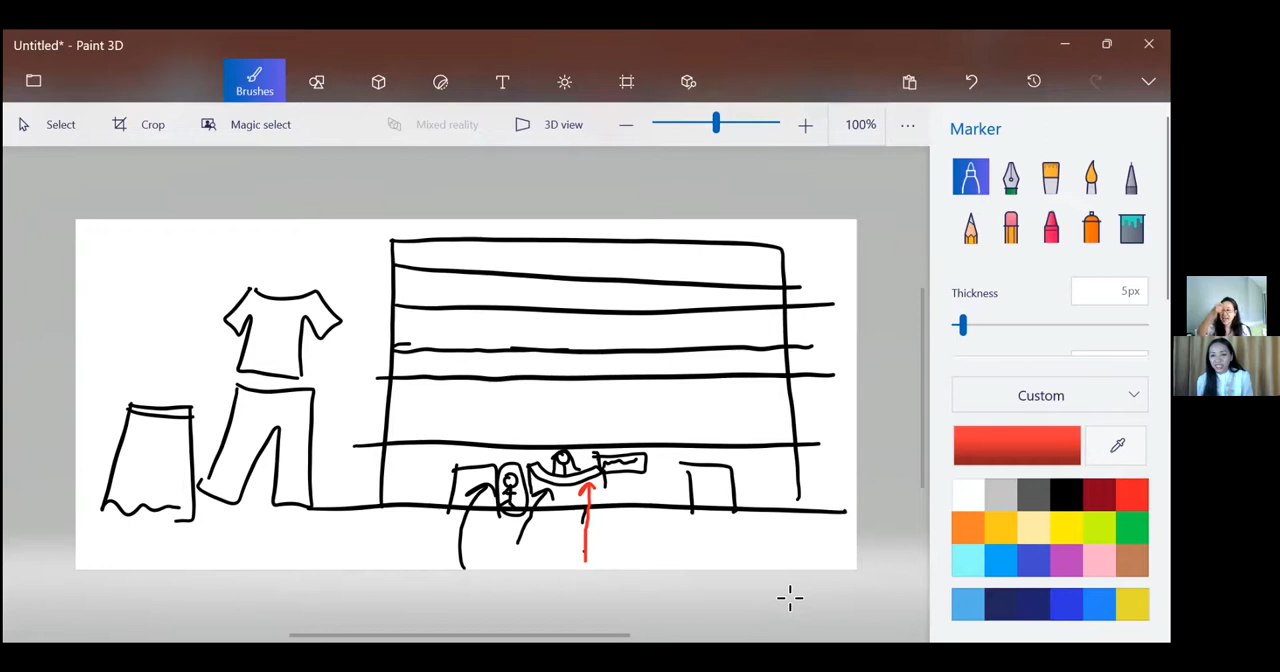 Untitled* - Paint 3D
Brushes
Select
Crop
Magic select
Mixed reality
3D view
100%
Marker
Thickness
5px
Custom